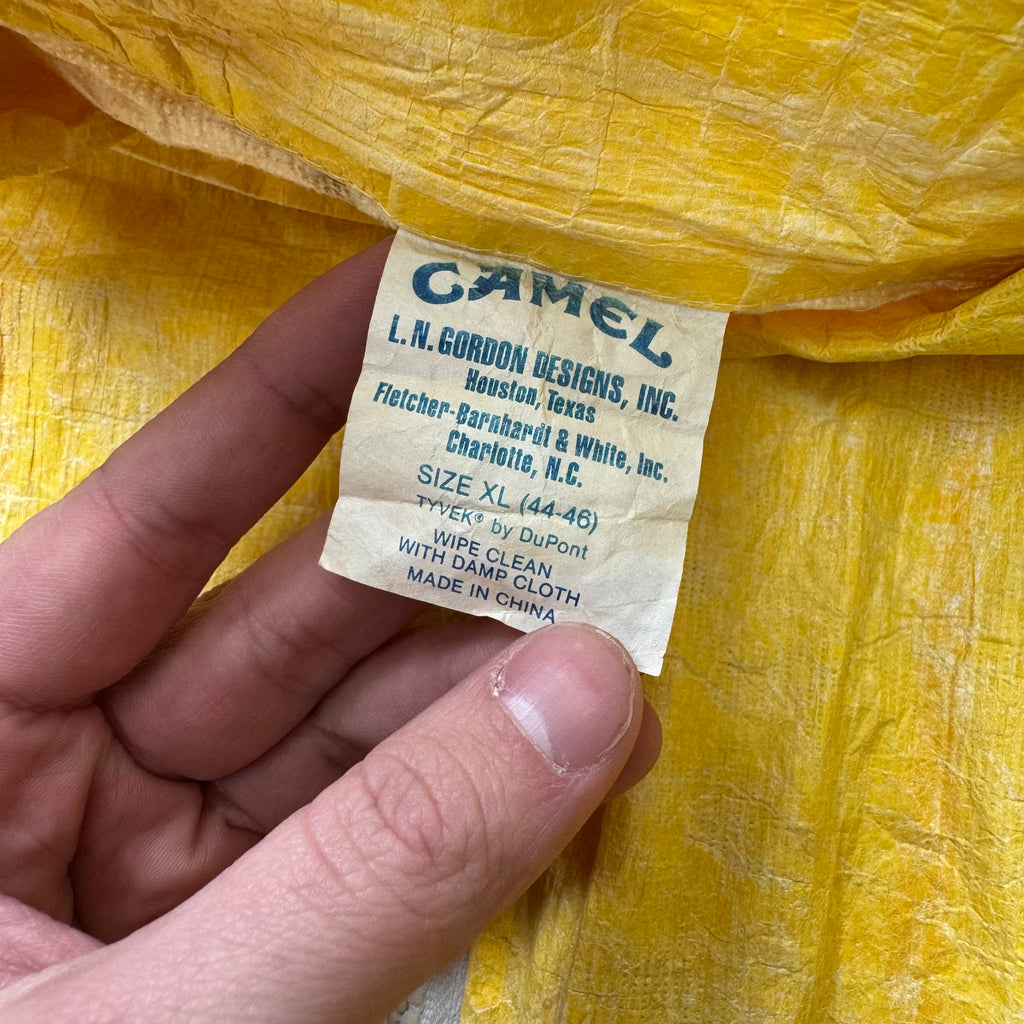 CAMEL
L.N. GORDON DESIGNS, INC.
Houston, Texas
Fletcher-Barnhardt & White, Inc.
Charlotte, N.C.
SIZE XL (44-46)
TYVEK® by DuPont
WIPE CLEAN
WITH DAMP CLOTH
MADE IN CHINA